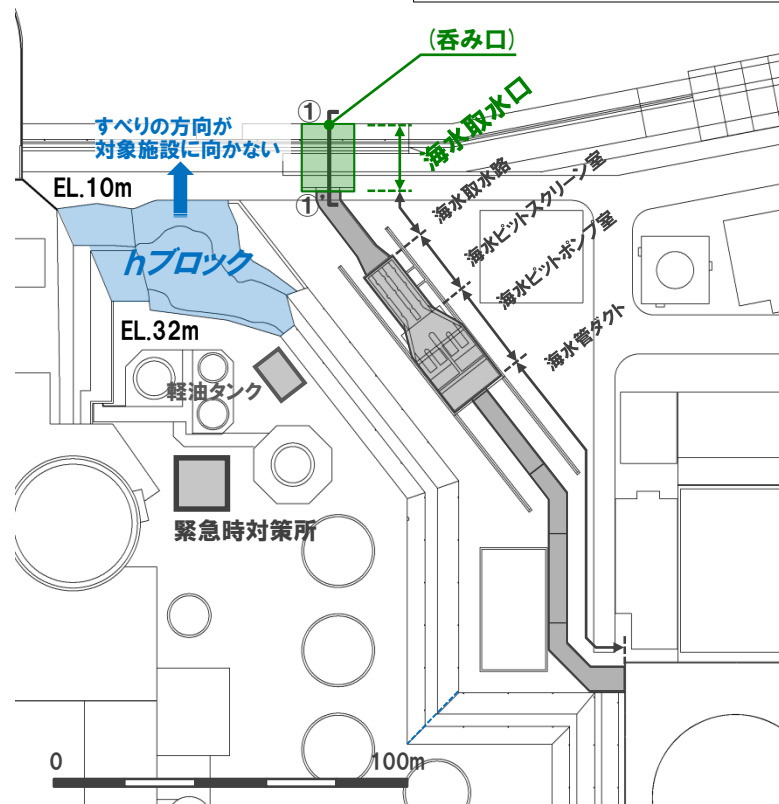 (呑み口)
①
海水取水口
すべりの方向が
対象施設に向かない
EL.10m
①'
海水取水路
海水ピットスクリーン室
海水ピットポンプ室
海水管ダクト
hブロック
EL.32m
軽油タンク
緊急時対策所
0
100m